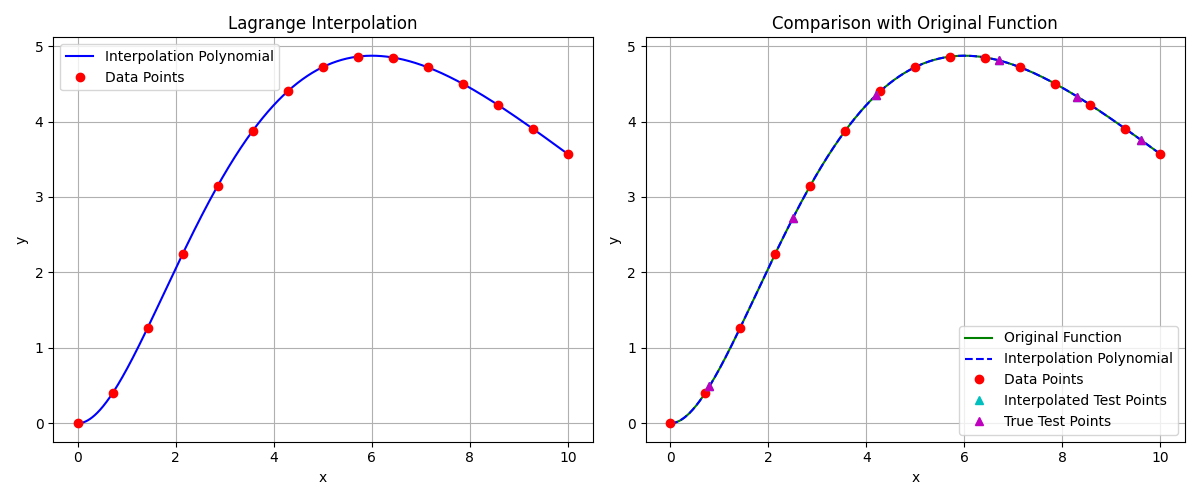 Lagrange Interpolation
Interpolation Polynomial
Data Points
y
5
4
3
2
1
0
0 2 4 6 8 10
x
Comparison with Original Function
y
5
4
3
2
1
0
Original Function
Interpolation Polynomial
Data Points
Interpolated Test Points
True Test Points
0 2 4 6 8 10
x